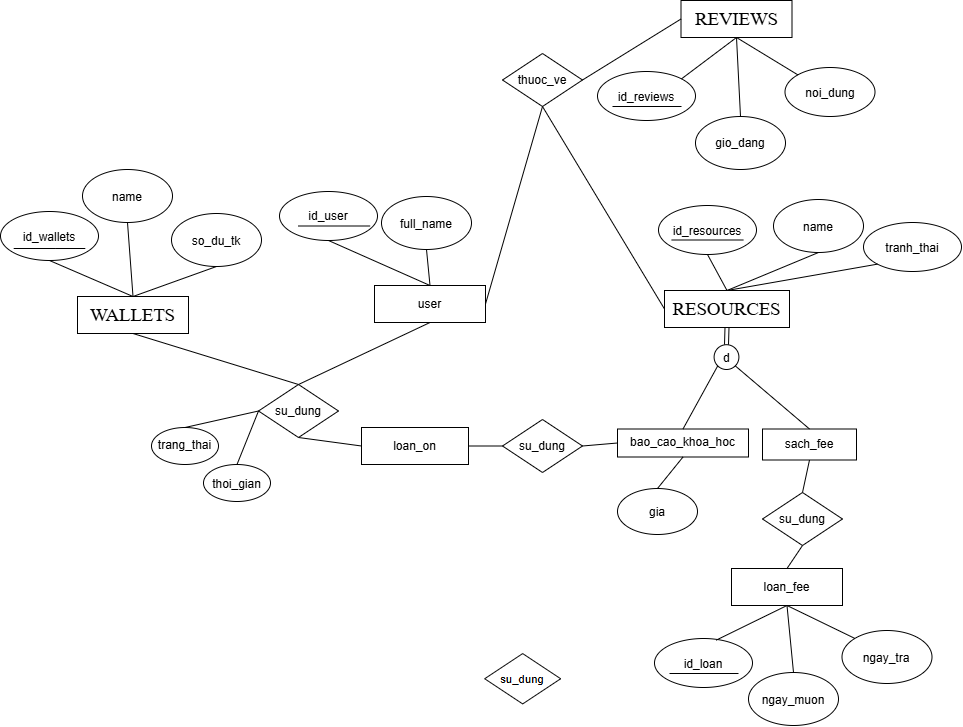 REVIEWS
thuoc_ve
id_reviews
noi_dung
gio_dang
name
id_wallets
so_du_tk
id_user
full_name
id_resources
name
tranh_thai
WALLETS
user
RESOURCES
d
su_dung
trang_thai
thoi_gian
loan_on
su_dung
bao_cao_khoa_hoc
sach_fee
gia
su_dung
loan_fee
id_loan
ngay_muon
ngay_tra
su_dung